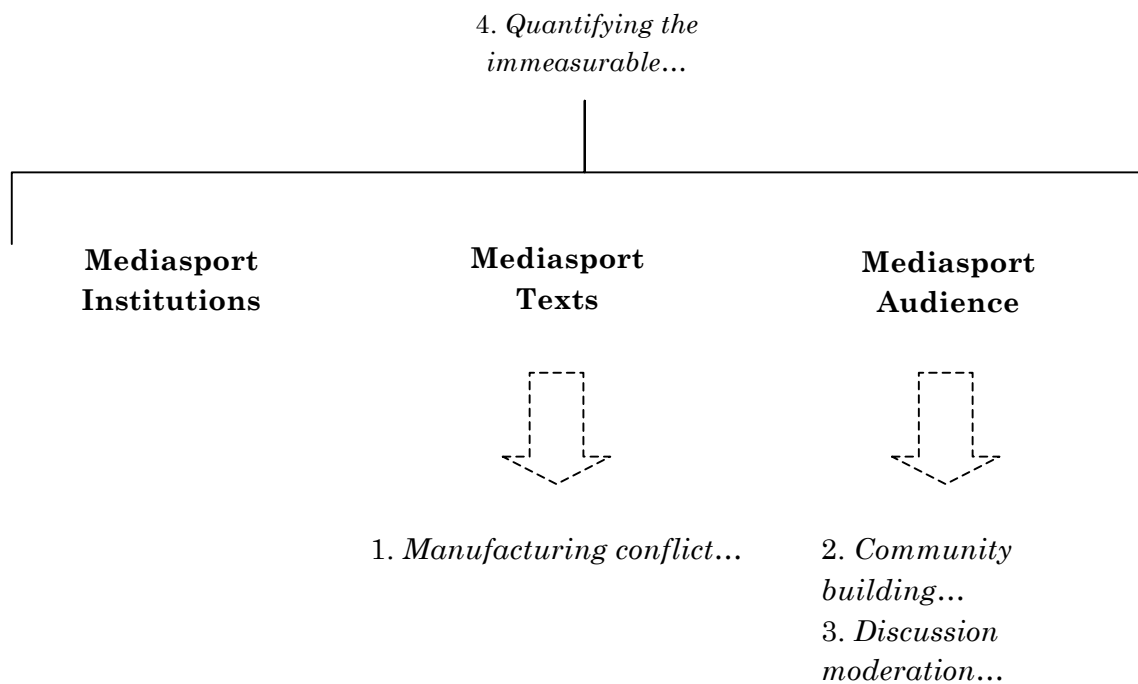 4. Quantifying the
immeasurable...
Mediasport
Institutions
Mediasport
Texts
Mediasport
Audience
1. Manufacturing conflict...
2. Community
building...
3. Discussion
moderation...